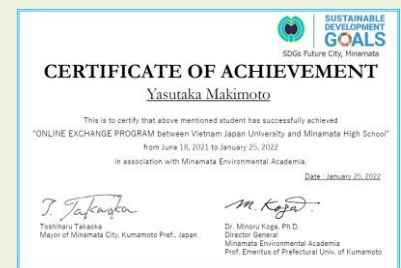 SUSTAINABLE
DEVELOPMENT
GOALS
SDGs Future City, Minamata
CERTIFICATE OF ACHIEVEMENT
Yasutaka Makimoto
This is to certify that above mentioned student has successfully achieved
"ONLINE EXCHANGE PROGRAM between Vietnam Japan University and Minamata High School"
from June 18, 2021 to January 25, 2022
in association with Minamata Environmental Academia.
Date : January 25, 2022
T. Takaoka
M. Koga
Toshiharu Takaoka
Mayor of Minamata City, Kumamoto Pref., Japan
Dr. Minoru Koga, Ph.D.
Director General
Minamata Environmental Academia
Prof. Emeritus of Prefectural Univ. of Kumamoto